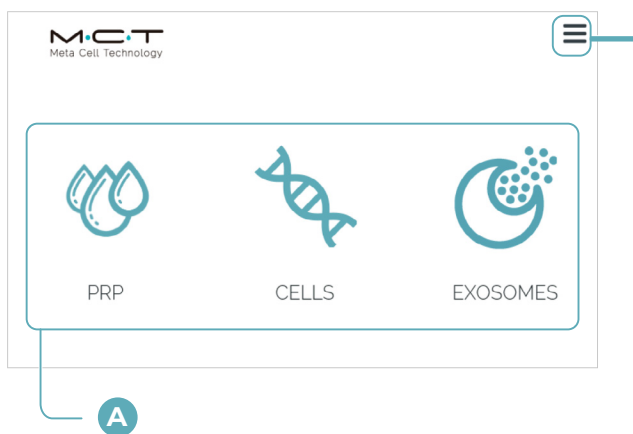 M·C·T
Meta Cell Technology
PRP
CELLS
EXOSOMES
A